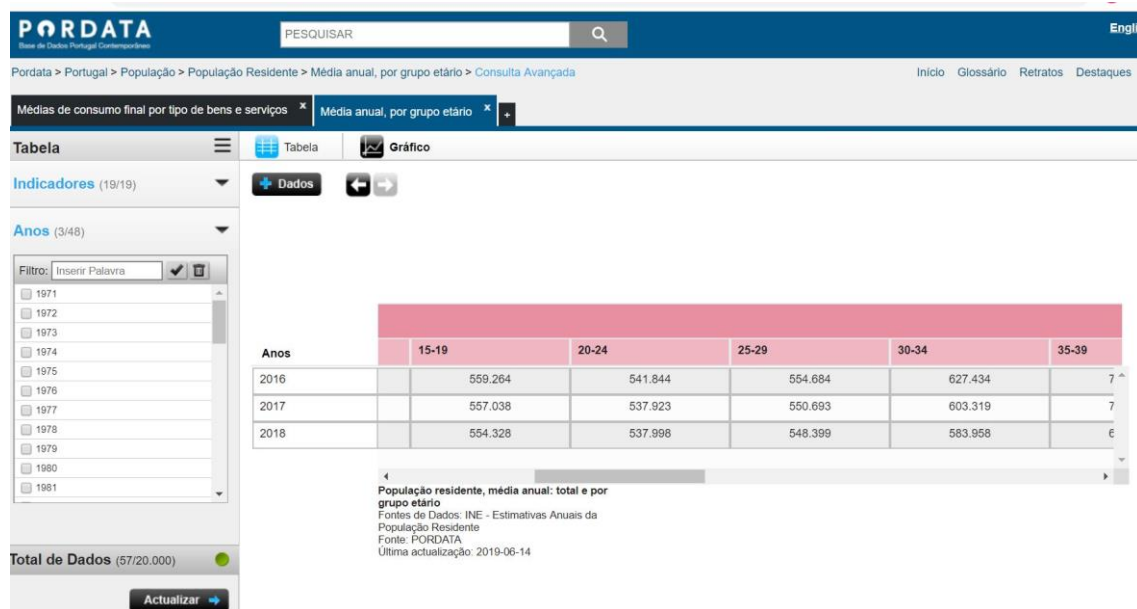 PORDATA
Base de Dados Portugal Contemporâneo
PESQUISAR
Engli
Pordata > Portugal > População > População Residente > Média anual, por grupo etário > Consulta Avançada
Início Glossário Retratos Destaques
Médias de consumo final por tipo de bens e serviços x
Média anual, por grupo etário x
+
Tabela
Tabela
Gráfico
Indicadores (19/19)
+ Dados
Anos (3/48)
Filtro: Inserir Palavra
1971
1972
1973
1974
1975
1976
1977
1978
1979
1980
1981
Anos 15-19 20-24 25-29 30-34 35-39
2016 559.264 541.844 554.684 627.434 7
2017 557.038 537.923 550.693 603.319 7
2018 554.328 537.998 548.399 583.958 6
População residente, média anual: total e por
grupo etário
Fontes de Dados: INE - Estimativas Anuais da
População Residente
Fonte: PORDATA
Última actualização: 2019-06-14
Total de Dados (57/20.000)
Actualizar